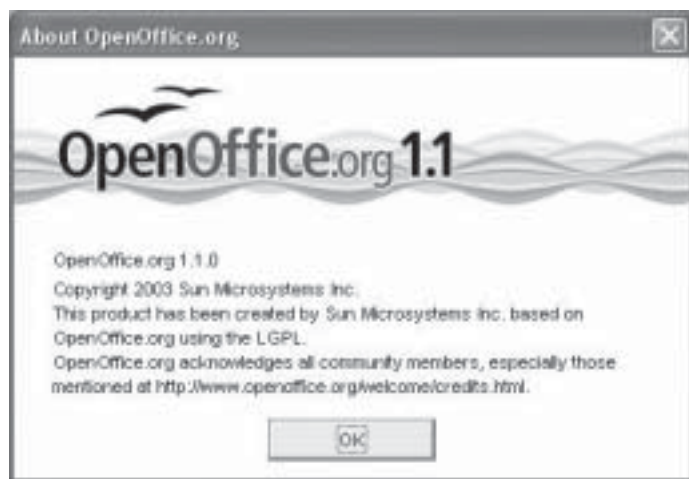 About OpenOffice.org
OpenOffice.org 1.1
OpenOffice.org 1.1.0
Copyright 2003 Sun Microsystems Inc.
This product has been created by Sun Microsystems Inc. based on
OpenOffice.org using the LGPL.
OpenOffice.org acknowledges all community members, especially those
mentioned at http://www.openoffice.org/welcome/credits.html.
OK